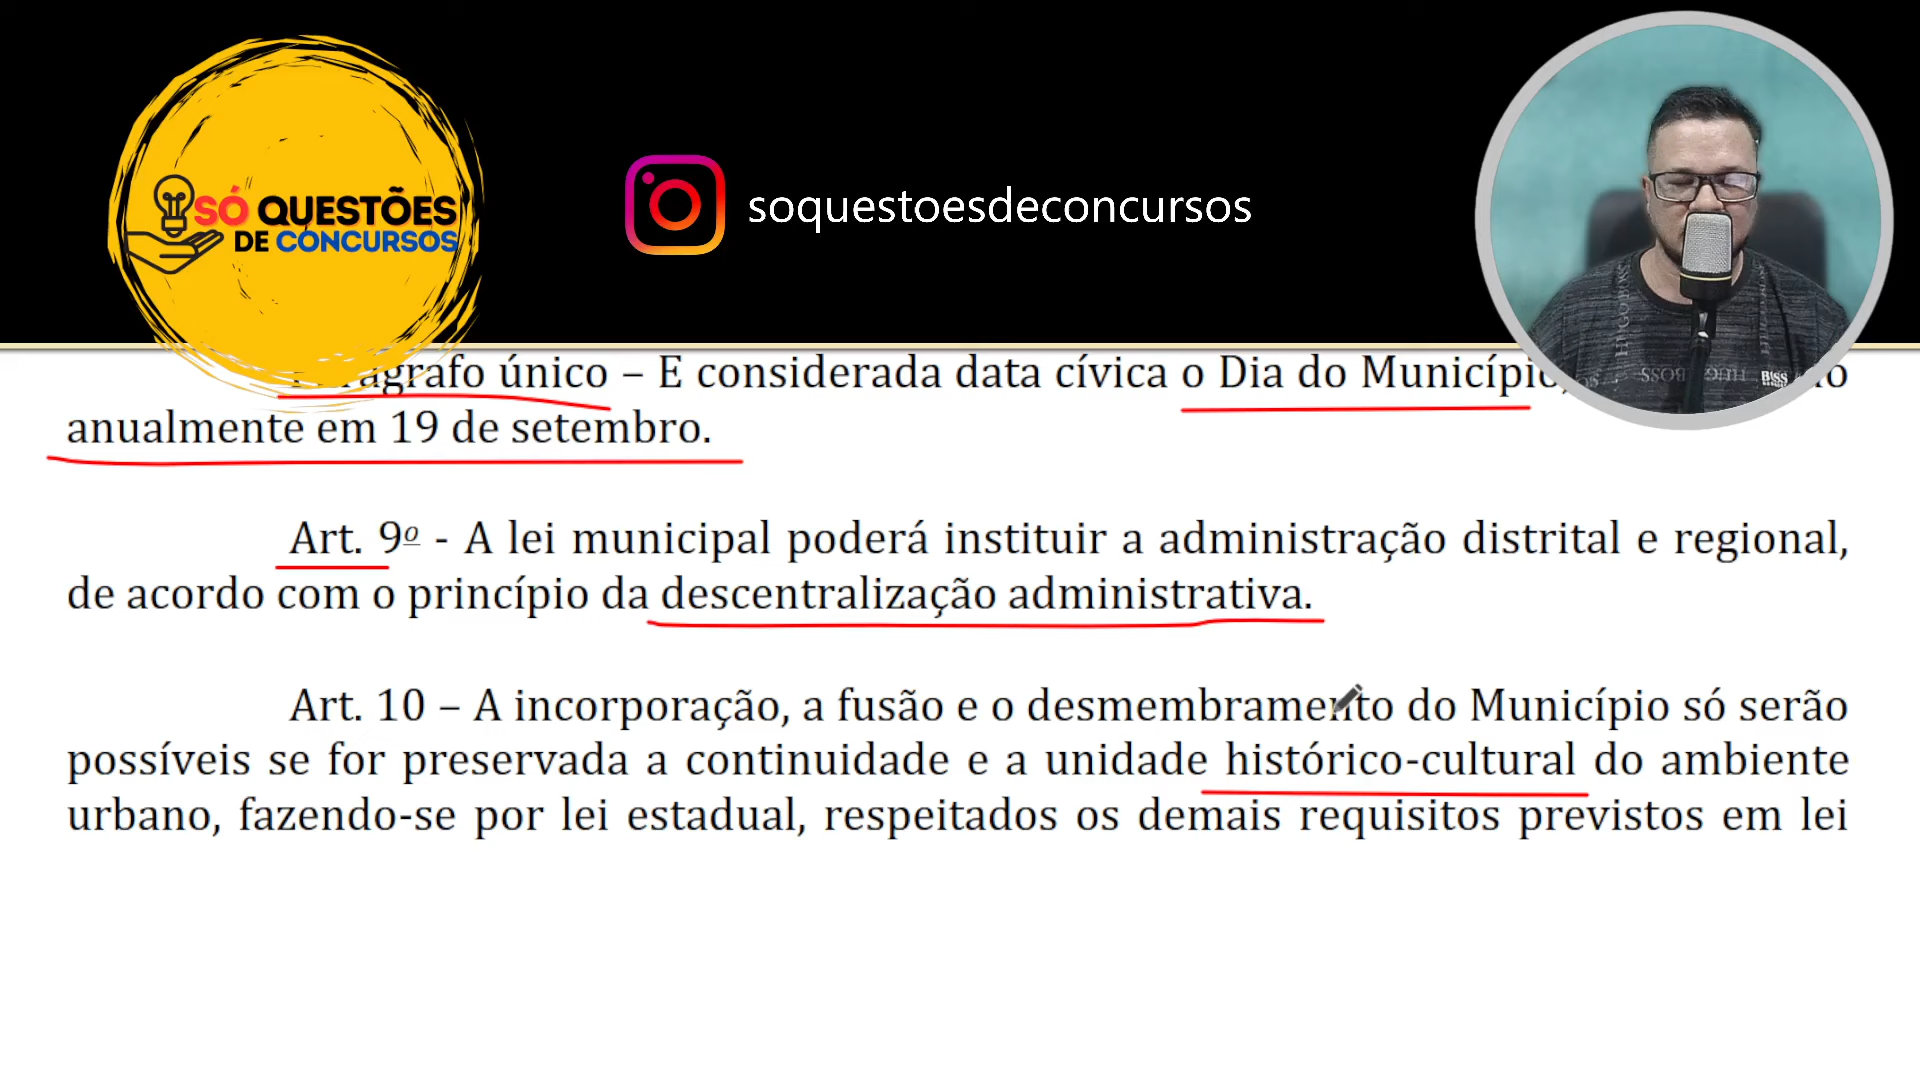 SÓ QUESTÕES
DE CONCURSOS
soquestoesdeconcursos
Parágrafo único – É considerada data cívica o Dia do Município,
anualmente em 19 de setembro.
Art. 9º - A lei municipal poderá instituir a administração distrital e regional,
de acordo com o princípio da descentralização administrativa.
Art. 10 – A incorporação, a fusão e o desmembramento do Município só serão
possíveis se for preservada a continuidade e a unidade histórico-cultural do ambiente
urbano, fazendo-se por lei estadual, respeitados os demais requisitos previstos em lei